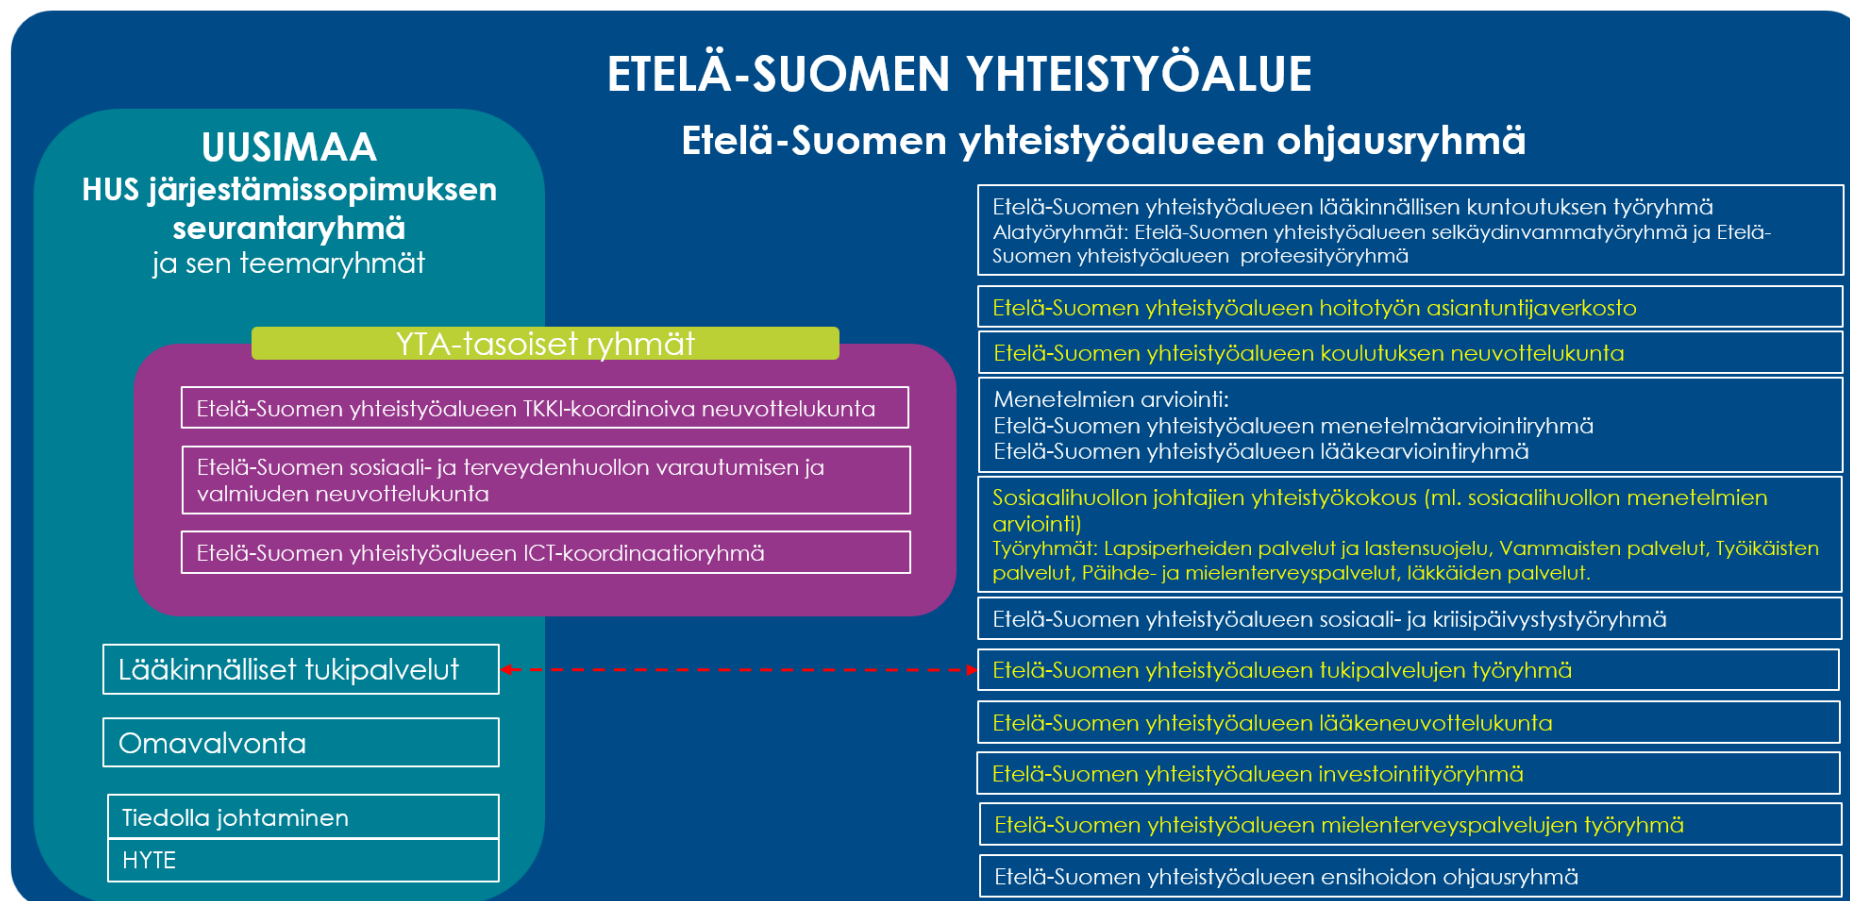 ETELÄ-SUOMEN YHTEISTYÖALUE
Etelä-Suomen yhteistyöalueen ohjausryhmä
UUSIMAA
HUS järjestämissopimuksen
seurantaryhmä
ja sen teemaryhmät
YTA-tasoiset ryhmät
Etelä-Suomen yhteistyöalueen TKKI-koordinoiva neuvottelukunta
Etelä-Suomen sosiaali- ja terveydenhuollon varautumisen ja
valmiuden neuvottelukunta
Etelä-Suomen yhteistyöalueen ICT-koordinaatioryhmä
Lääkinnälliset tukipalvelut
Omavalvonta
Tiedolla johtaminen
HYTE
Etelä-Suomen yhteistyöalueen lääkinnällisen kuntoutuksen työryhmä
Alatyöryhmät: Etelä-Suomen yhteistyöalueen selkäydinvammatyöryhmä ja Etelä-
Suomen yhteistyöalueen proteesityöryhmä
Etelä-Suomen yhteistyöalueen hoitotyön asiantuntijaverkosto
Etelä-Suomen yhteistyöalueen koulutuksen neuvottelukunta
Menetelmien arviointi:
Etelä-Suomen yhteistyöalueen menetelmäarviointiryhmä
Etelä-Suomen yhteistyöalueen lääkearviointiryhmä
Sosiaalihuollon johtajien yhteistyökokous (ml. sosiaalihuollon menetelmien
arviointi)
Työryhmät: Lapsiperheiden palvelut ja lastensuojelu, Vammaisten palvelut, Työikäisten
palvelut, Päihde- ja mielenterveyspalvelut, Iäkkäiden palvelut.
Etelä-Suomen yhteistyöalueen sosiaali- ja kriisipäivystystyöryhmä
Etelä-Suomen yhteistyöalueen tukipalvelujen työryhmä
Etelä-Suomen yhteistyöalueen lääkeneuvottelukunta
Etelä-Suomen yhteistyöalueen investointityöryhmä
Etelä-Suomen yhteistyöalueen mielenterveyspalvelujen työryhmä
Etelä-Suomen yhteistyöalueen ensihoidon ohjausryhmä